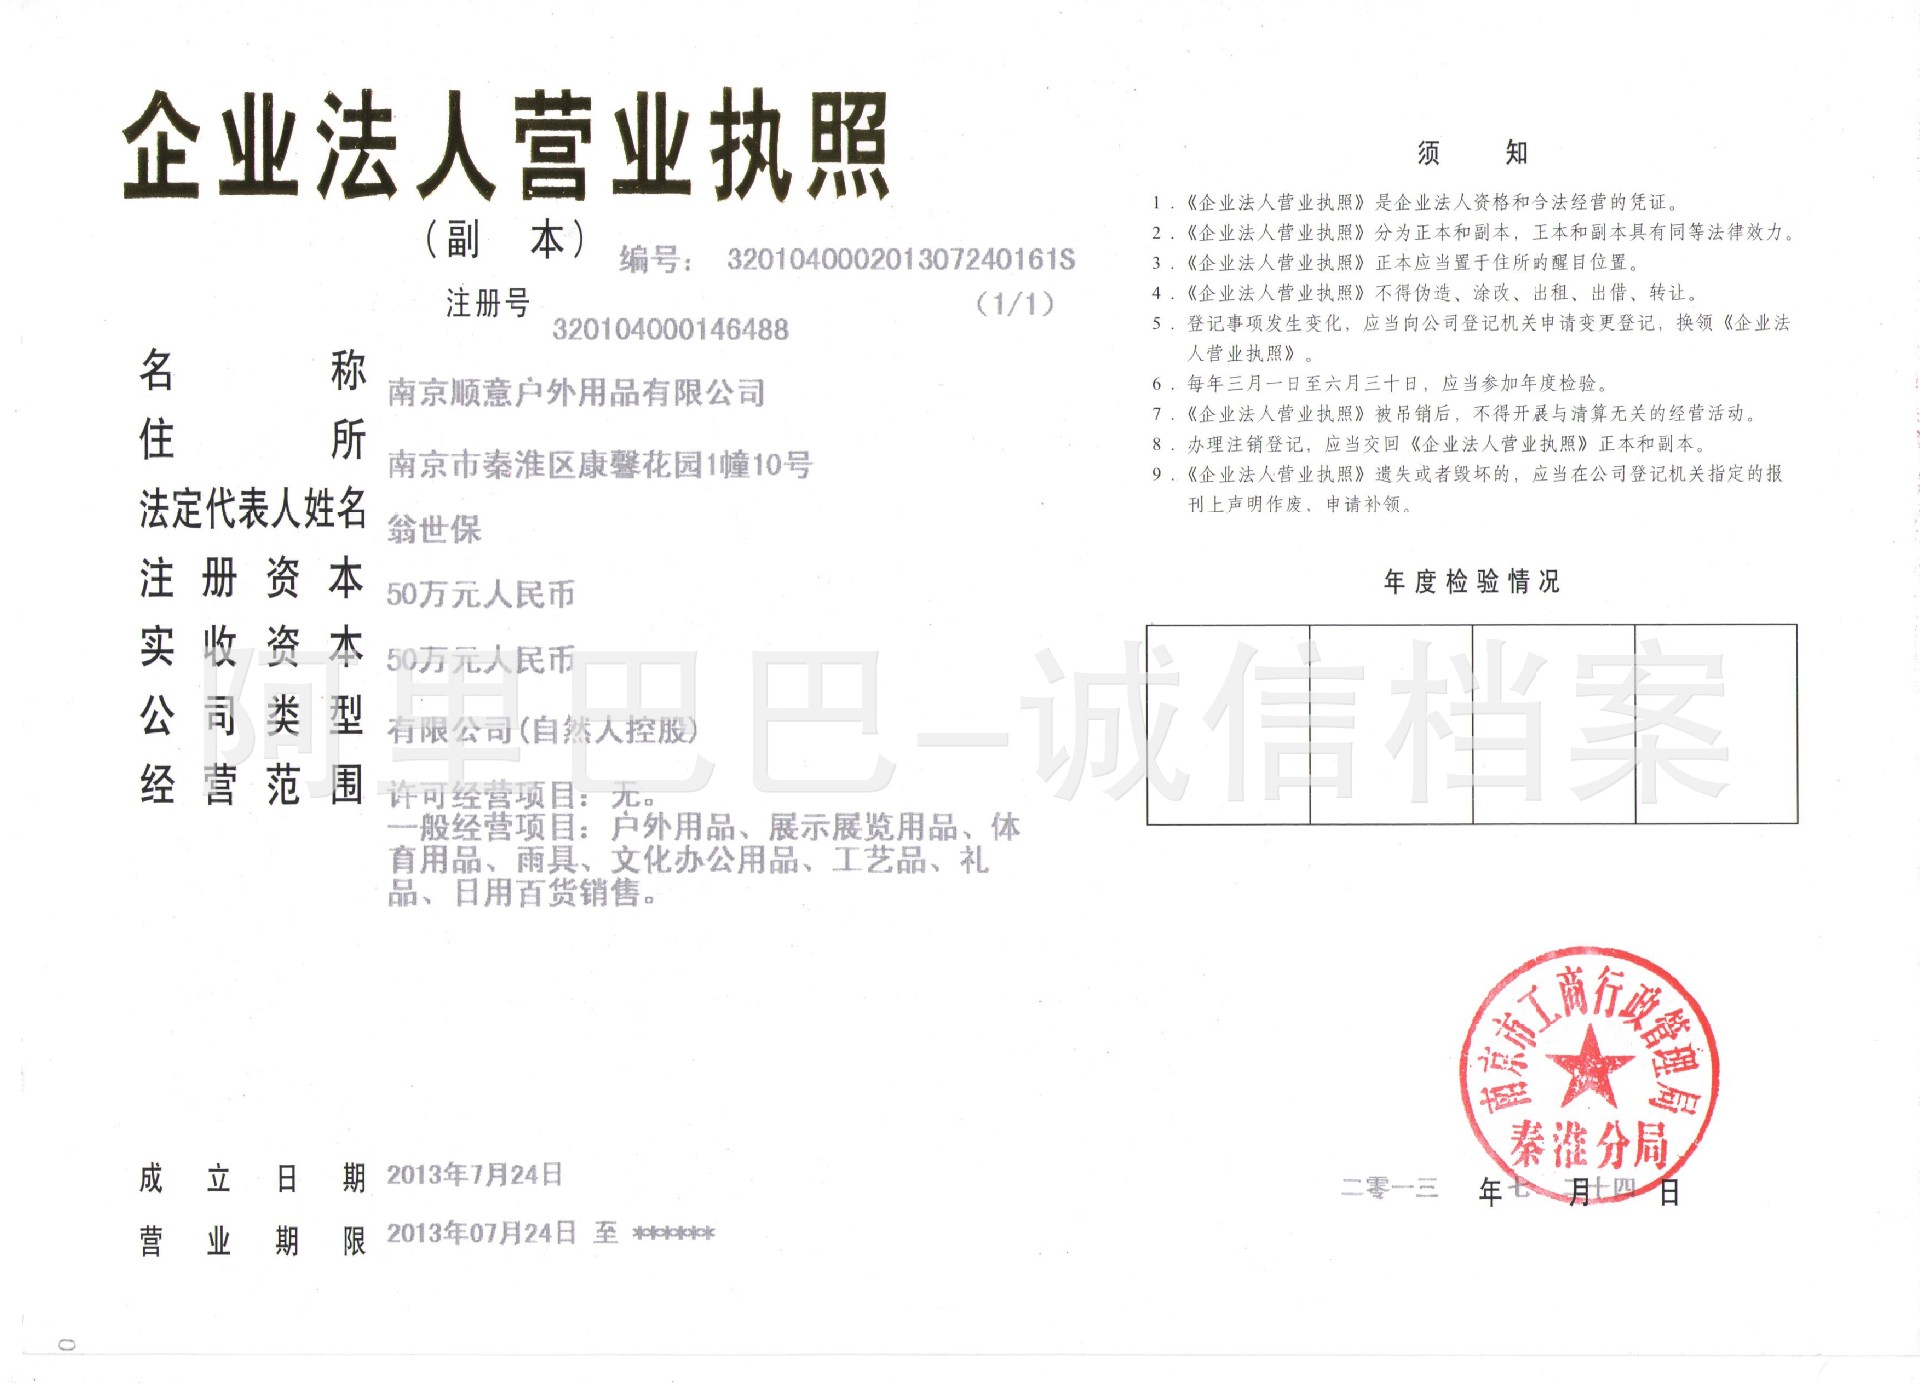 企业法人营业执照
（副 本）
编号： 320104000201307240161S
注册号
（1/1）
320104000146488
名称 南京顺意户外用品有限公司
住所 南京市秦淮区康馨花园1幢10号
法定代表人姓名 翁世保
注册资本 50万元人民币
实收资本 50万元人民币
公司类型 有限公司(自然人控股)
经营范围 许可经营项目：无。
一般经营项目：户外用品、展示展览用品、体
育用品、雨具、文化办公用品、工艺品、礼
品、日用百货销售。
成立日期 2013年7月24日
营业期限 2013年07月24日 至 ******
须知
1．《企业法人营业执照》是企业法人资格和合法经营的凭证。
2．《企业法人营业执照》分为正本和副本，正本和副本具有同等法律效力。
3．《企业法人营业执照》正本应当置于住所的醒目位置。
4．《企业法人营业执照》不得伪造、涂改、出租、出借、转让。
5．登记事项发生变化，应当向公司登记机关申请变更登记，换领《企业法
人营业执照》。
6．每年三月一日至六月三十日，应当参加年度检验。
7．《企业法人营业执照》被吊销后，不得开展与清算无关的经营活动。
8．办理注销登记，应当交回《企业法人营业执照》正本和副本。
9．《企业法人营业执照》遗失或者毁坏的，应当在公司登记机关指定的报
刊上声明作废，申请补领。
年度检验情况
阿里巴巴–诚信档案
南京市工商行政管理局
秦淮分局
二零一三年七月二十四日
0